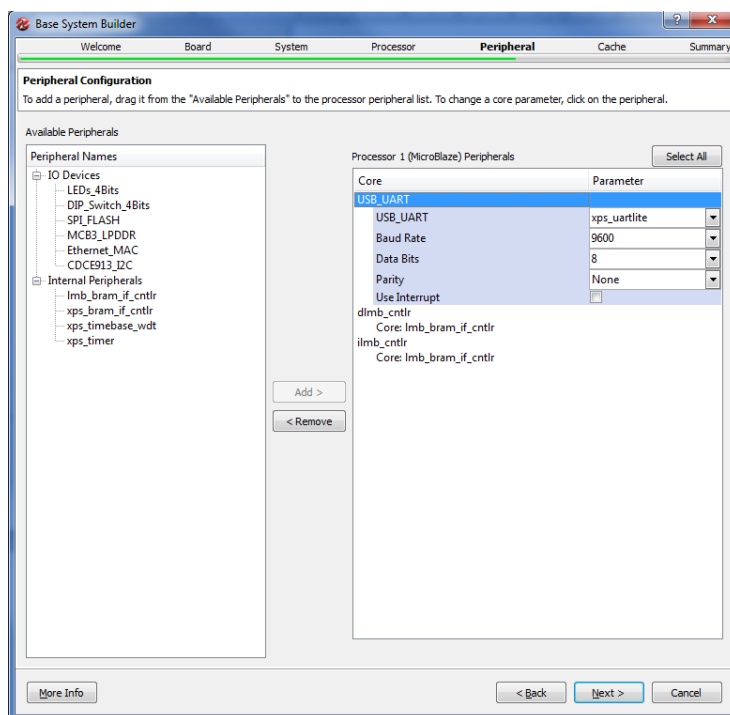 Base System Builder
Welcome Board System Processor Peripheral Cache Summary
Peripheral Configuration
To add a peripheral, drag it from the "Available Peripherals" to the processor peripheral list. To change a core parameter, click on the peripheral.
Available Peripherals
Peripheral Names
IO Devices
LEDs_4Bits
DIP_Switch_4Bits
SPI_FLASH
MCB3_LPDDR
Ethernet_MAC
CDCE913_I2C
Internal Peripherals
lmb_bram_if_cntlr
xps_bram_if_cntlr
xps_timebase_wdt
xps_timer
Add >
< Remove
Processor 1 (MicroBlaze) Peripherals Select All
Core Parameter
USB_UART
USB_UART xps_uartlite
Baud Rate 9600
Data Bits 8
Parity None
Use Interrupt
dlmb_cntlr
Core: lmb_bram_if_cntlr
ilmb_cntlr
Core: lmb_bram_if_cntlr
More Info < Back Next > Cancel